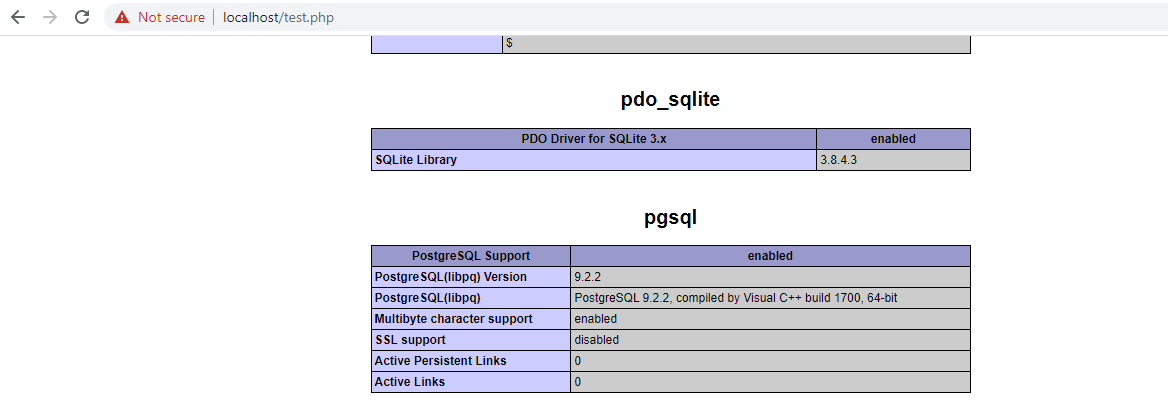 Not secure | localhost/test.php
$
pdo_sqlite
PDO Driver for SQLite 3.x enabled
SQLite Library 3.8.4.3
pgsql
PostgreSQL Support enabled
PostgreSQL(libpq) Version 9.2.2
PostgreSQL(libpq) PostgreSQL 9.2.2, compiled by Visual C++ build 1700, 64-bit
Multibyte character support enabled
SSL support disabled
Active Persistent Links 0
Active Links 0